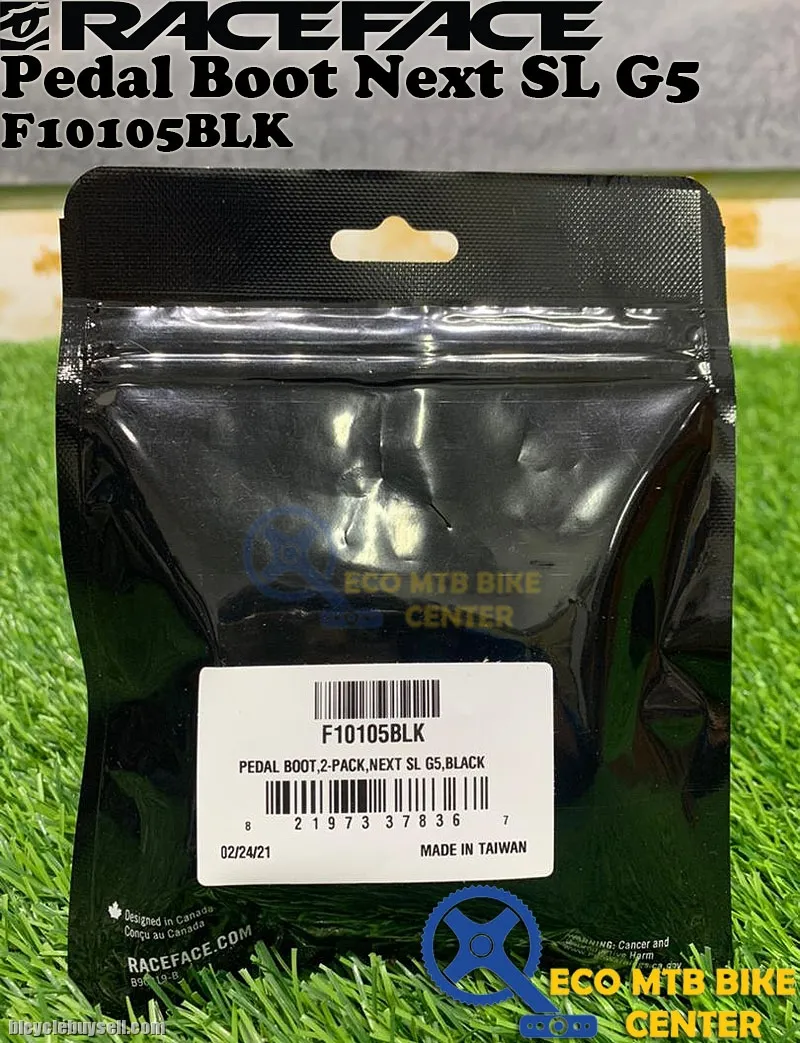 RACEFACE
Pedal Boot Next SL G5
F10105BLK
ECO MTB BIKE
CENTER
F10105BLK
PEDAL BOOT,2-PACK,NEXT SL G5,BLACK
8 21973 37836 7
02/24/21 MADE IN TAIWAN
Designed in Canada
Conçu au Canada
RACEFACE.COM
WARNING: Cancer and
Harm
ECO MTB BIKE
CENTER
bicyclebuysell.com